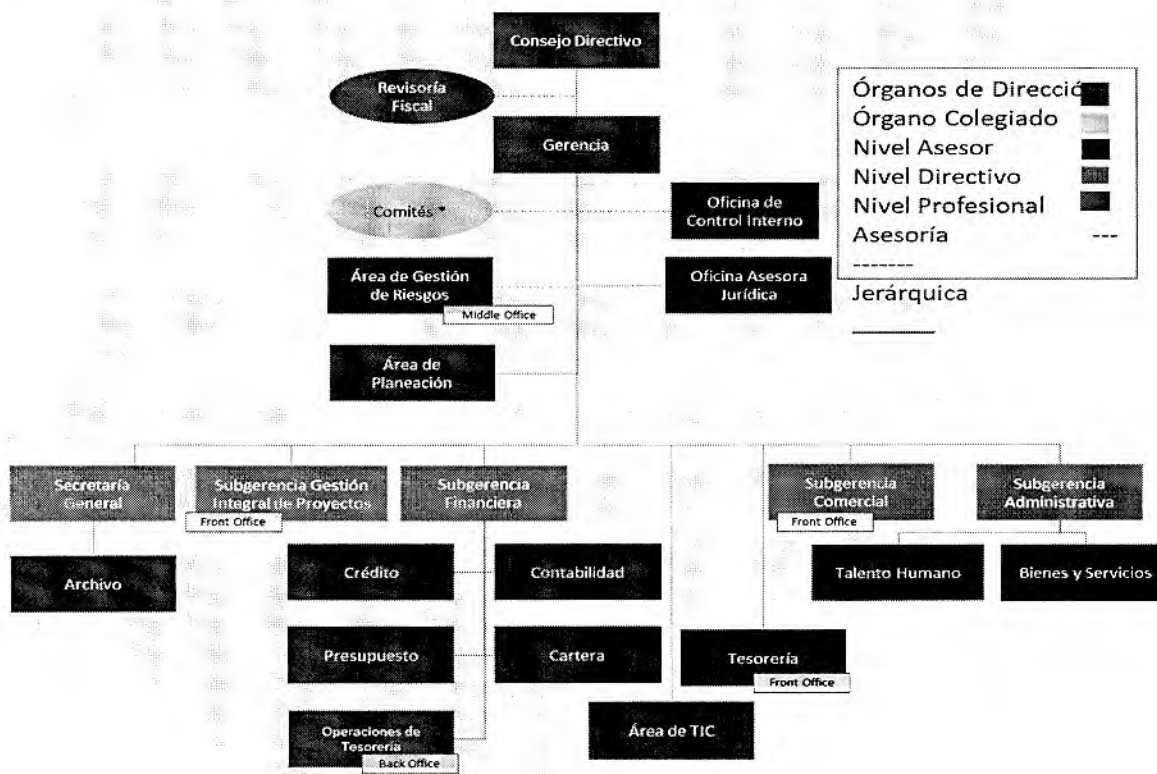 Consejo Directivo
Revisoría
Fiscal
Gerencia
Comités *
Oficina de
Control Interno
Área de Gestión
de Riesgos
Middle Office
Oficina Asesora
Jurídica
Área de
Planeación
Órganos de Direcció
Órgano Colegiado
Nivel Asesor
Nivel Directivo
Nivel Profesional
Asesoría ---
-------
Jerárquica
Secretaría
General
Subgerencia Gestión
Integral de Proyectos
Front Office
Subgerencia
Financiera
Subgerencia
Comercial
Front Office
Subgerencia
Administrativa
Archivo
Crédito
Contabilidad
Talento Humano
Bienes y Servicios
Presupuesto
Cartera
Tesorería
Front Office
Operaciones de
Tesorería
Back Office
Área de TIC